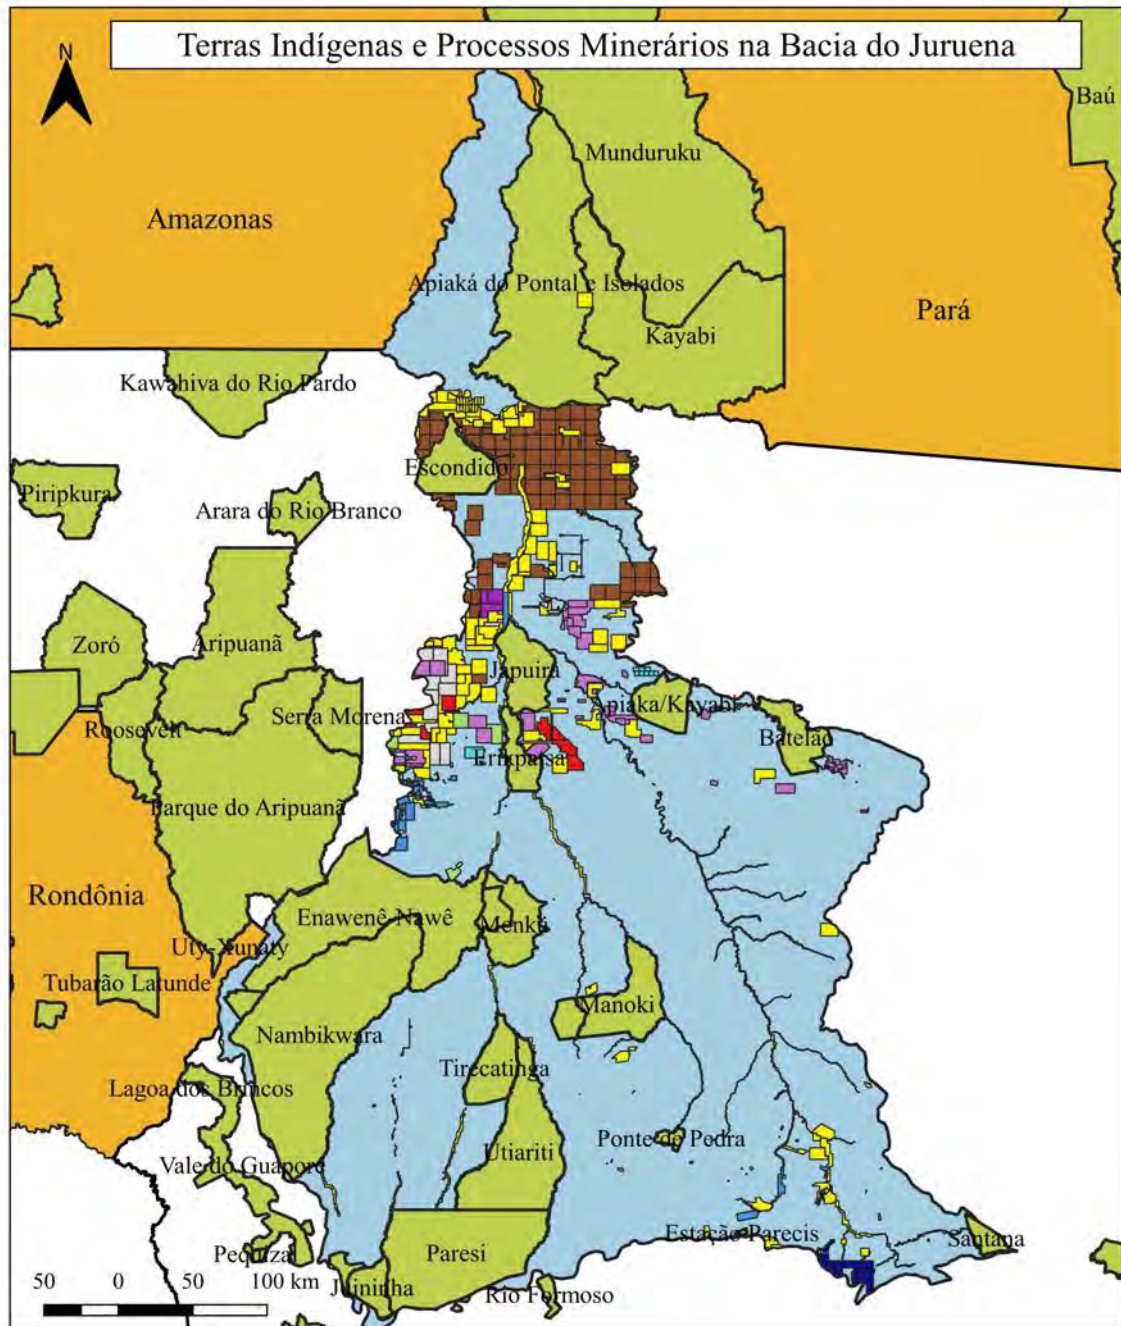 Terras Indígenas e Processos Minerários na Bacia do Juruena
N
Baú
Munduruku
Amazonas
Apiaká do Pontal e Isolados
Pará
Kayabi
Kawahiva do Rio Pardo
Escondido
Piripkura
Arara do Rio Branco
Zoró
Aripuanã
Japuira
Roosevelt
Serra Morena
Apiaka/Kayabi
Batelão
Erikpatsá
Parque do Aripuanã
Rondônia
Enawenê-Nawê
Menkü
Uty-Xunaty
Tubarão Latunde
Manoki
Nambikwara
Tirecatinga
Lagoa dos Brincos
Ponte de Pedra
Utiariti
Vale do Guaporé
Estação Parecis
Santana
Pequizal
Paresi
Juininha
Rio Formoso
50 0 50 100 km